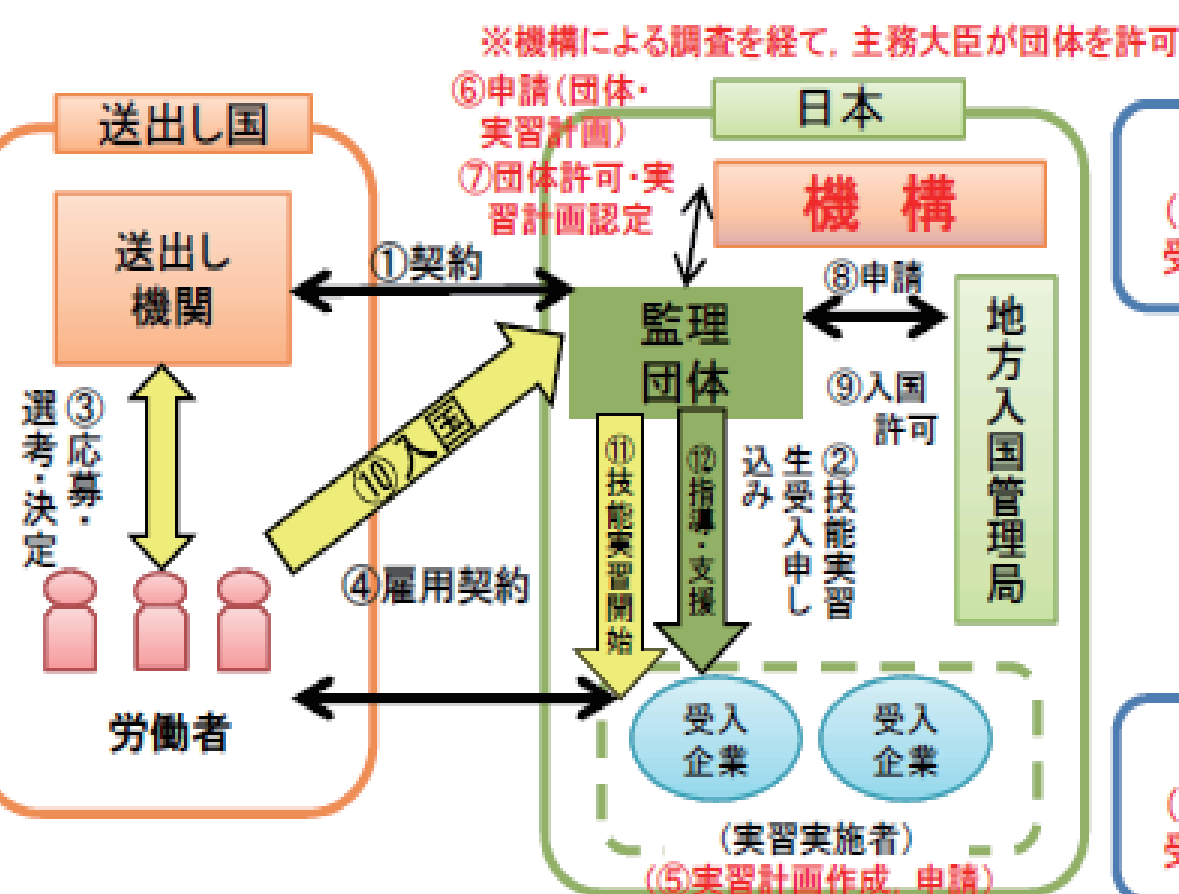 ※機構による調査を経て，主務大臣が団体を許可
⑥申請（団体・
実習計画）
⑦団体許可・実
習計画認定
送出し国
日本
機 構
送出し
機関
①契約
監理
団体
⑧申請
⑨入国
許可
地方入国管理局
③応募・
選考・決定
⑩入国
⑪技能実習開始
⑫指導・支援
②技能実習
生受入申し
込み
④雇用契約
労働者
受入
企業
受入
企業
（実習実施者）
（⑤実習計画作成，申請）
（
受
（
受